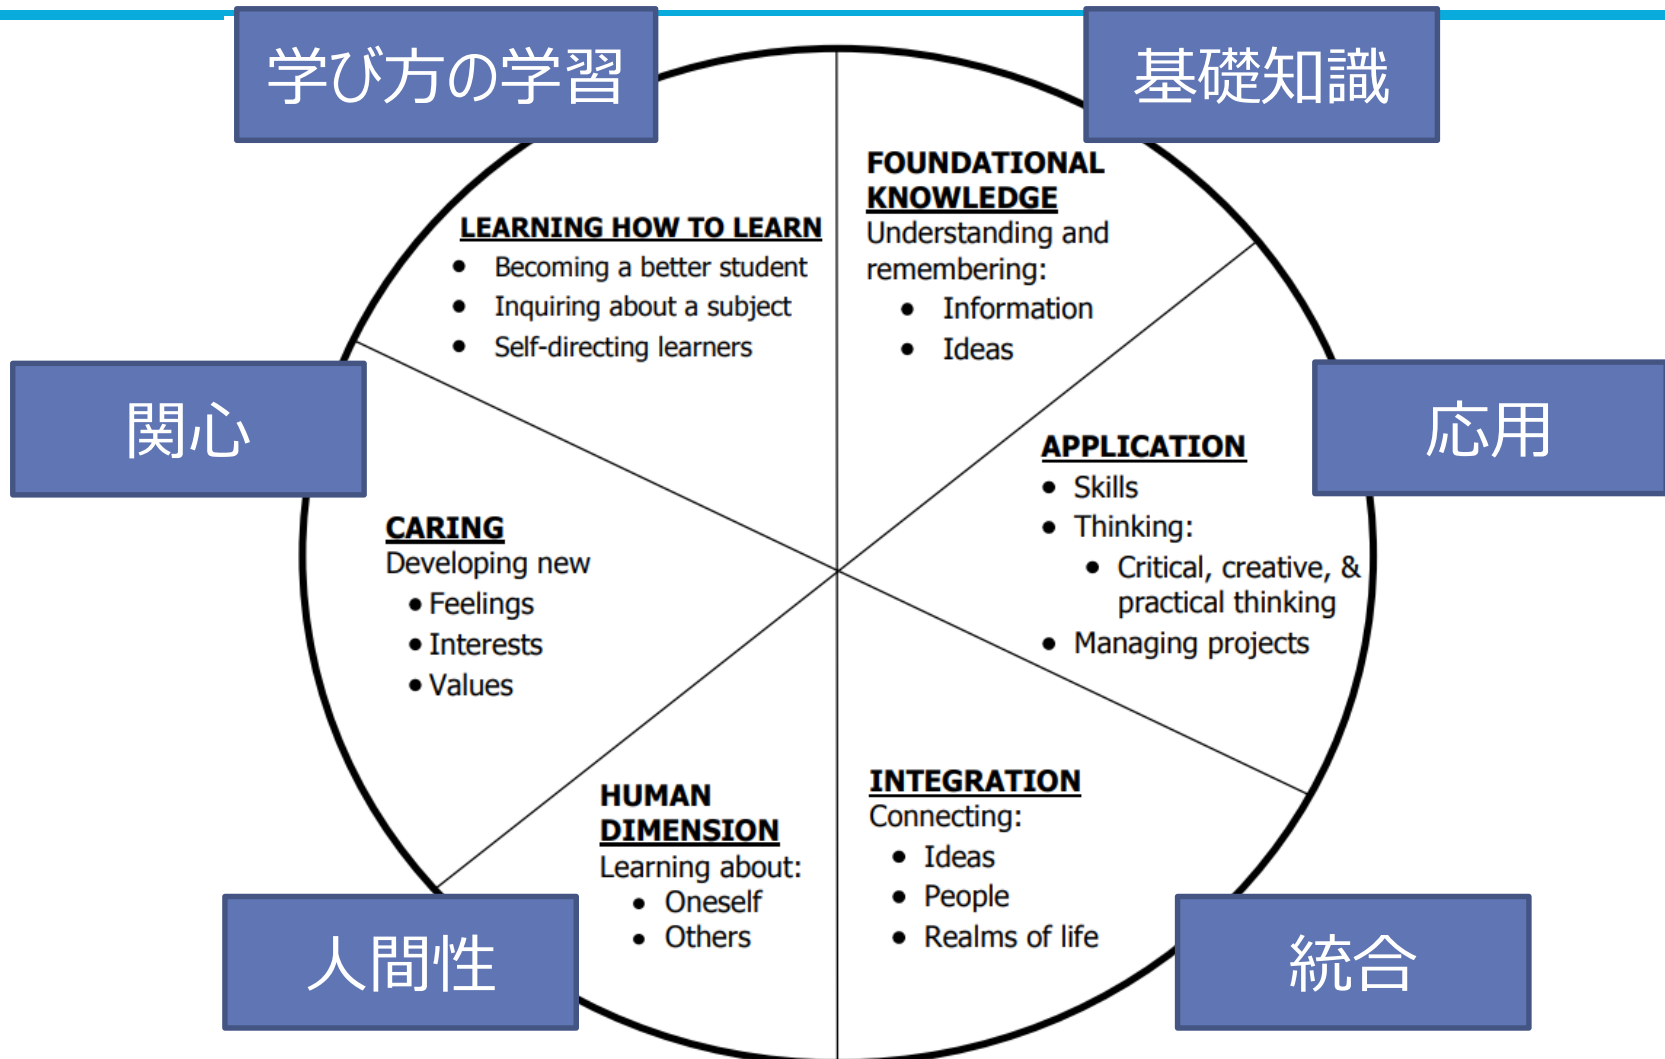 学び方の学習
基礎知識
FOUNDATIONAL
KNOWLEDGE
Understanding and
remembering:
● Information
● Ideas
LEARNING HOW TO LEARN
● Becoming a better student
● Inquiring about a subject
● Self-directing learners
関心
応用
APPLICATION
● Skills
● Thinking:
● Critical, creative, &
practical thinking
● Managing projects
CARING
Developing new
● Feelings
● Interests
● Values
HUMAN
DIMENSION
Learning about:
● Oneself
● Others
INTEGRATION
Connecting:
● Ideas
● People
● Realms of life
人間性
統合